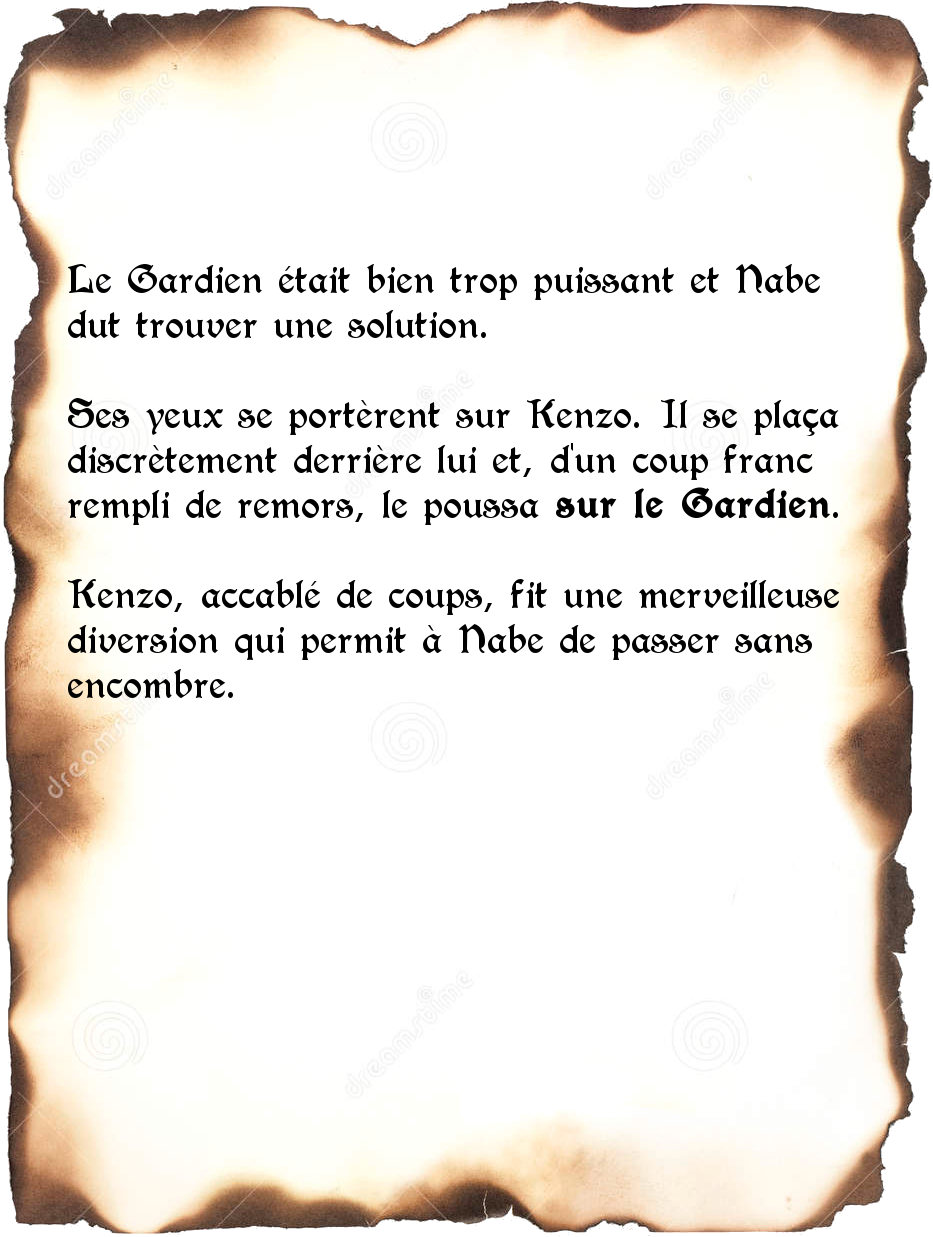 Le Gardien était bien trop puissant et Nabe
dut trouver une solution.
Ses yeux se portèrent sur Kenzo. Il se plaça
discrètement derrière lui et, d'un coup franc
rempli de remors, le poussa sur le Gardien.
Kenzo, accablé de coups, fit une merveilleuse
diversion qui permit à Nabe de passer sans
encombre.
dreamstime
dreamstime
dreamstime
dreamstime
dreamstime
dreamstime